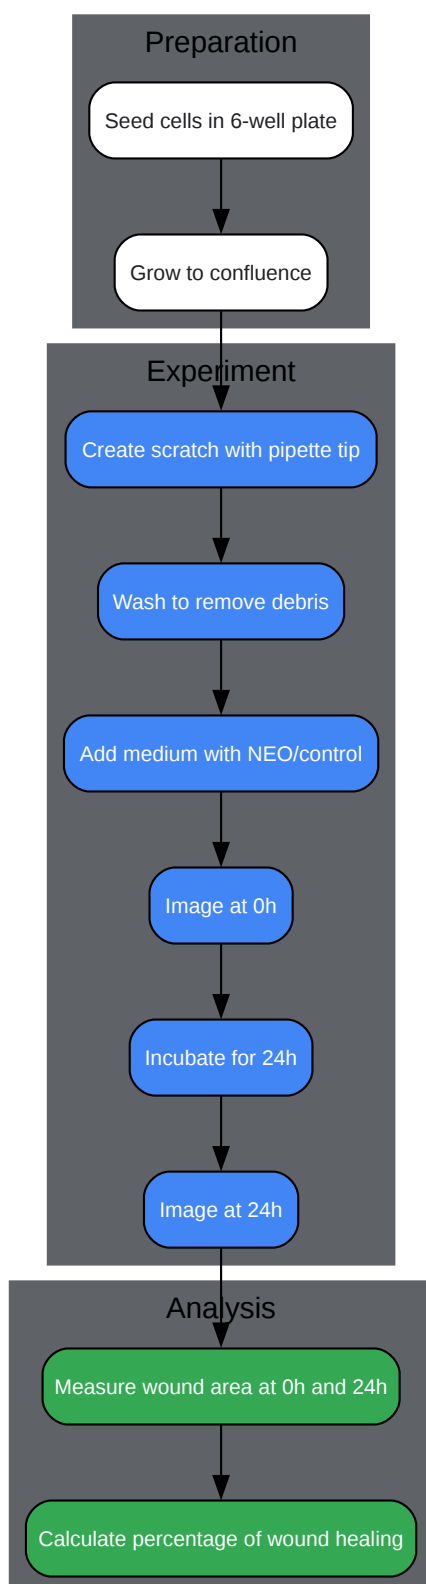 Preparation
Seed cells in 6-well plate
Grow to confluence
Experiment
Create scratch with pipette tip
Wash to remove debris
Add medium with NEO/control
Image at 0h
Incubate for 24h
Image at 24h
Analysis
Measure wound area at 0h and 24h
Calculate percentage of wound healing